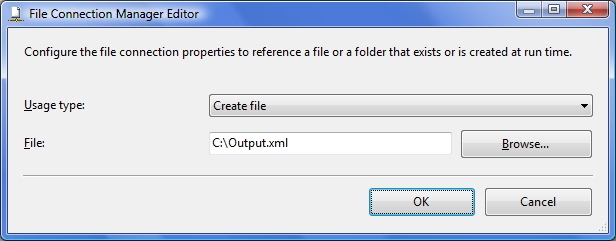 File Connection Manager Editor
Configure the file connection properties to reference a file or a folder that exists or is created at run time.
Usage type: Create file
File: C:\Output.xml Browse...
OK Cancel